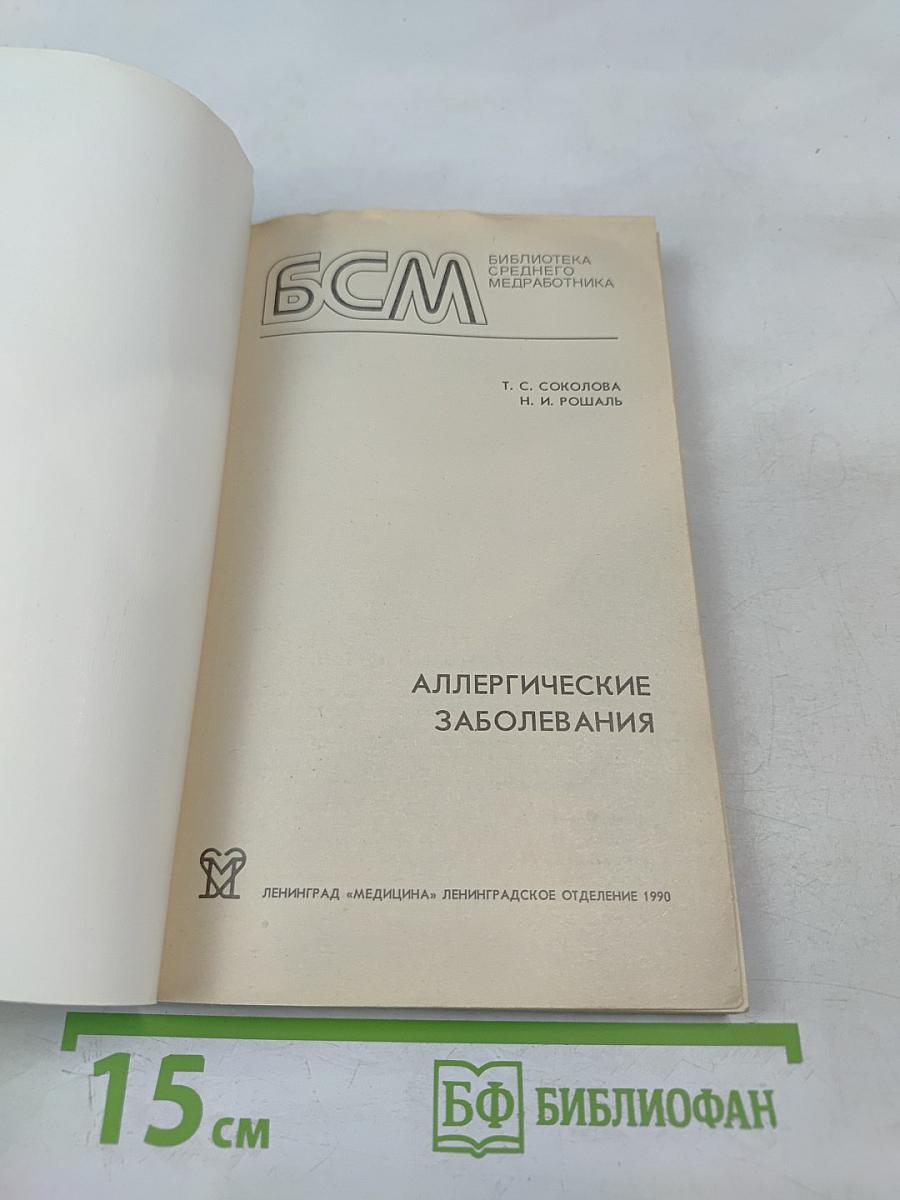 БСМ
БИБЛИОТЕКА
СРЕДНЕГО
МЕДРАБОТНИКА
Т. С. СОКОЛОВА
Н. И. РОШАЛЬ
АЛЛЕРГИЧЕСКИЕ
ЗАБОЛЕВАНИЯ
ЛЕНИНГРАД «МЕДИЦИНА» ЛЕНИНГРАДСКОЕ ОТДЕЛЕНИЕ 1990
15 см
БФ БИБЛИОФАН